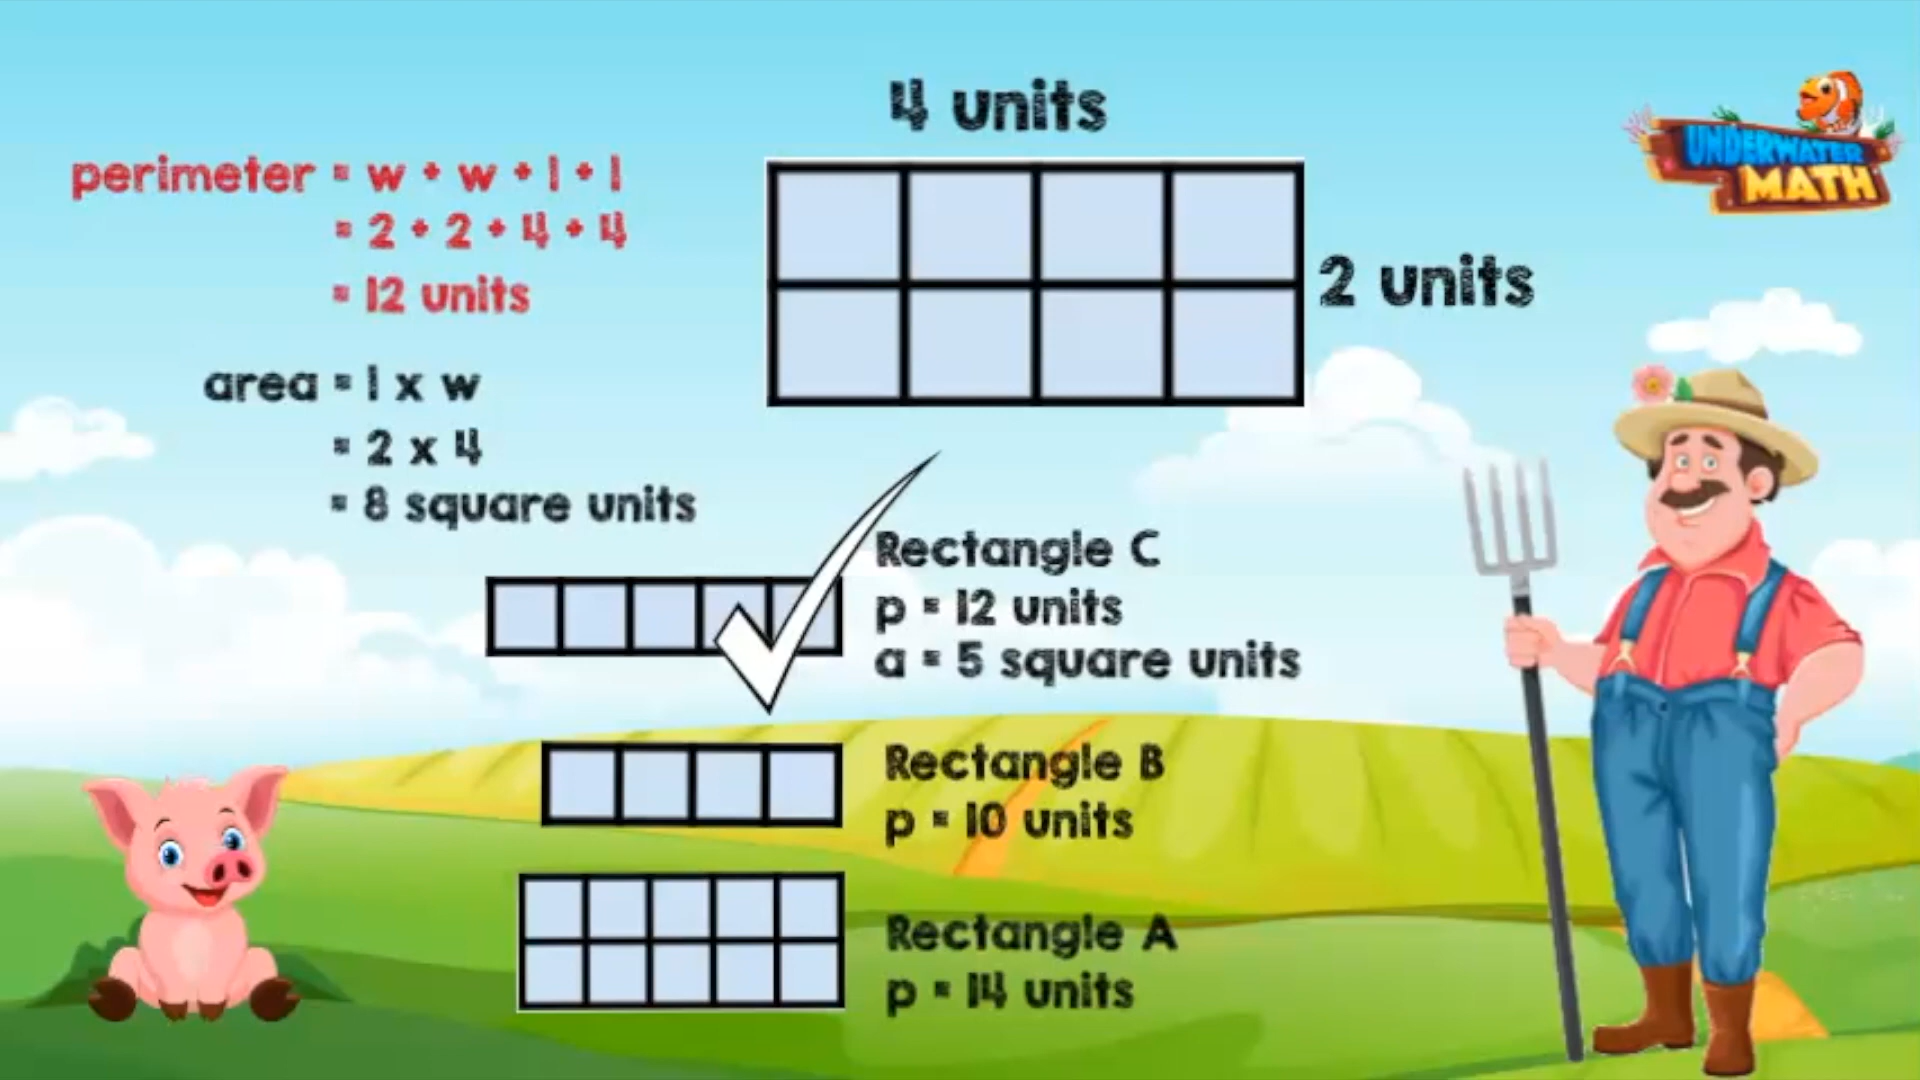 4 units
UNDERWATER
MATH
perimeter = w + w + l + l
= 2 + 2 + 4 + 4
= 12 units
2 units
area = l x w
= 2 x 4
= 8 square units
Rectangle C
p = 12 units
a = 5 square units
Rectangle B
p = 10 units
Rectangle A
p = 14 units